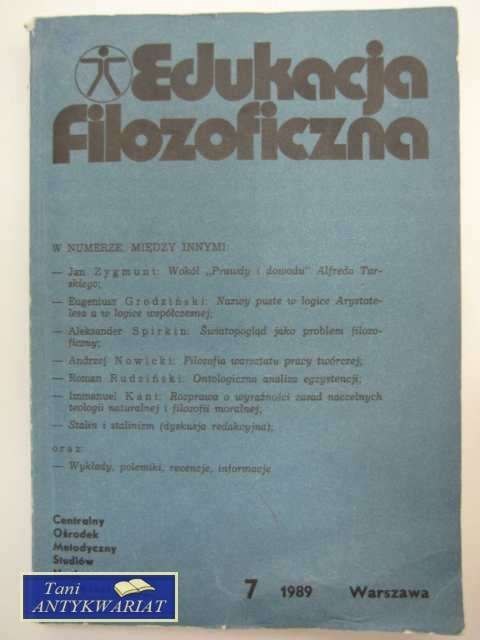 Edukacja
Filozoficzna
W NUMERZE, MIĘDZY INNYMI:
— Jan Zygmunt: Wokół „Prawdy i dowodu" Alfreda Tar-
skiego;
— Eugeniusz Grodziński: Nazwy puste w logice Arystote-
lesa a w logice współczesnej;
— Aleksander Spirkin: Światopogląd jako problem filozo-
ficzny;
— Andrzej Nowicki: Filozofia warsztatu pracy twórczej;
— Roman Rudziński: Ontologiczna analiza egzystencji;
— Immanuel Kant: Rozprawa o wyraźności zasad naczelnych
teologii naturalnej i filozofii moralnej;
— Stalin i stalinizm (dyskusja redakcyjna);
oraz
— Wykłady, polemiki, recenzje, informacje
Centralny
Ośrodek
Metodyczny
Studiów
7 1989 Warszawa
Tani
ANTYKWARIAT